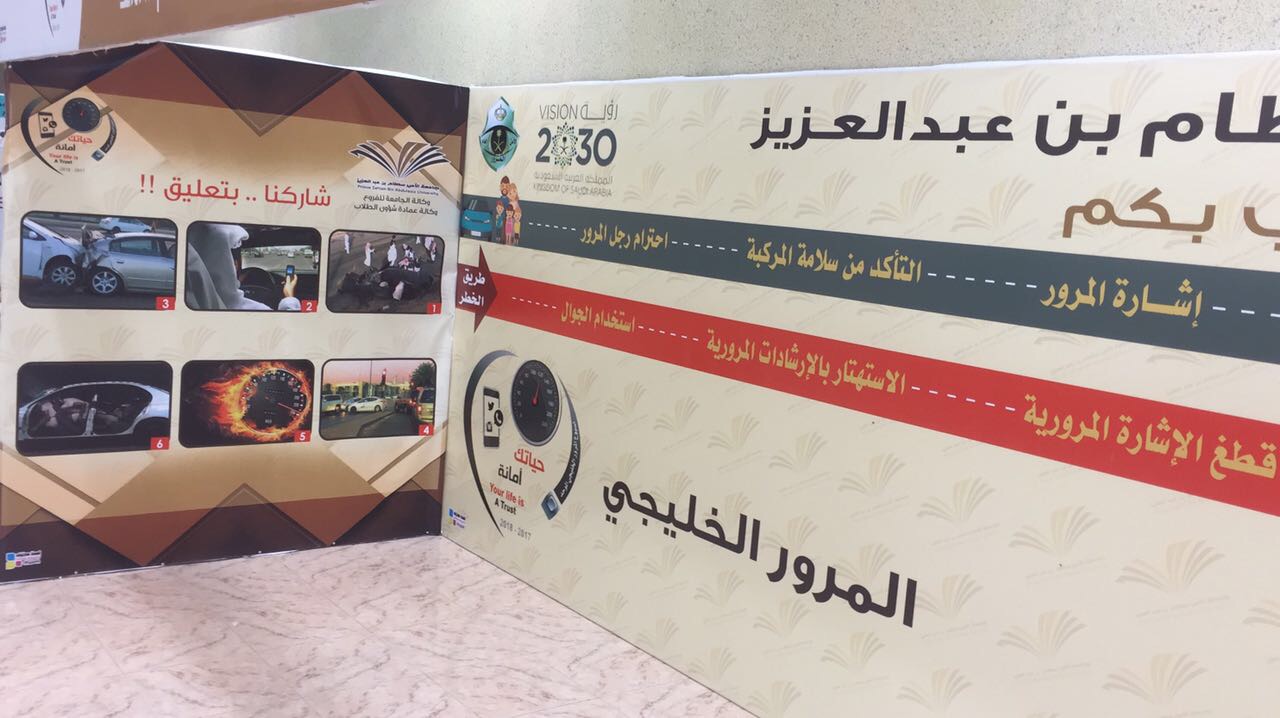 حياتك
أمانة
Your life is
A Trust
2018 - 2017
جامعة الأمير سطام بن عبد العزيز
Prince Sattam Bin Abdulaziz University
وكالة الجامعة للفروع
وكالة عمادة شؤون الطلاب
شاركنا .. بتعليق !!
3
2
1
6
5
4
VISION رؤية
2030
المملكة العربية السعودية
KINGDOM OF SAUDI ARABIA
طام بن عبدالعزيز
ب بكم
إشارة المرور - - - - - التأكد من سلامة المركبة - - - - - احترام رجل المرور
طريق
الخطر
قطع الإشارة المرورية - - - - - الاستهتار بالإرشادات المرورية - - - - - استخدام الجوال
حياتك
أمانة
Your life is
A Trust
2018 - 2017
المرور الخليجي